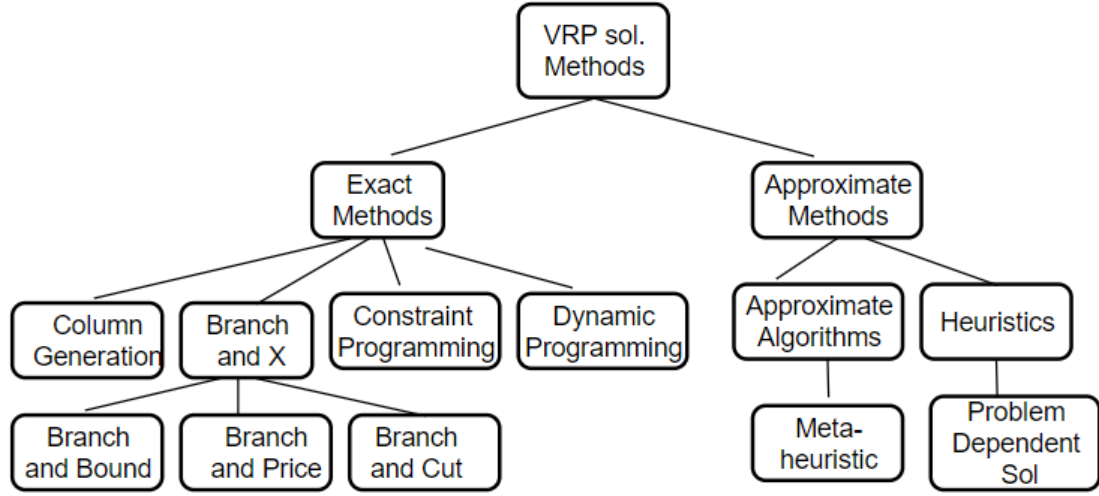 VRP sol.
Methods
Exact
Methods
Approximate
Methods
Column
Generation
Branch
and X
Constraint
Programming
Dynamic
Programming
Approximate
Algorithms
Heuristics
Branch
and Bound
Branch
and Price
Branch
and Cut
Meta-
heuristic
Problem
Dependent
Sol